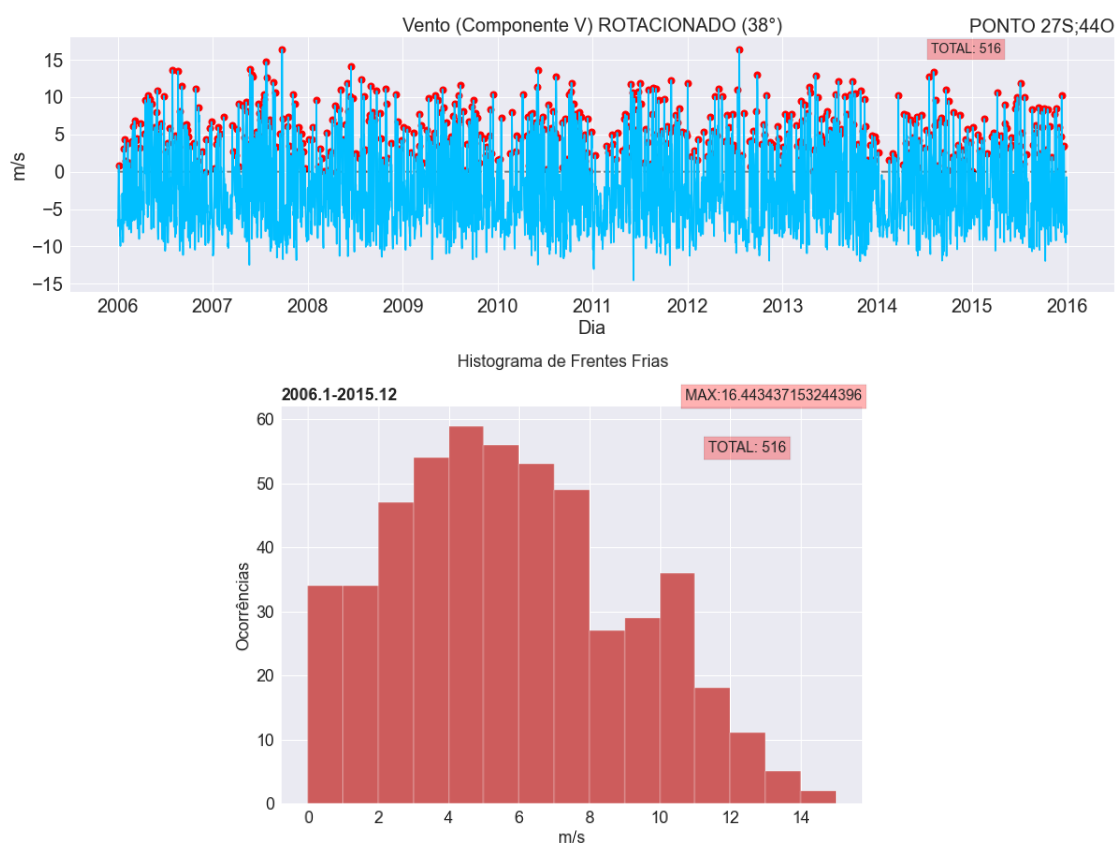 Vento (Componente V) ROTACIONADO (38°) PONTO 27S;44O
TOTAL: 516
15
10
5
0
−5
−10
−15
m/s
2006 2007 2008 2009 2010 2011 2012 2013 2014 2015 2016
Dia
Histograma de Frentes Frias
2006.1-2015.12 MAX:16.443437153244396
TOTAL: 516
60
50
40
30
20
10
0
Ocorrências
0 2 4 6 8 10 12 14
m/s